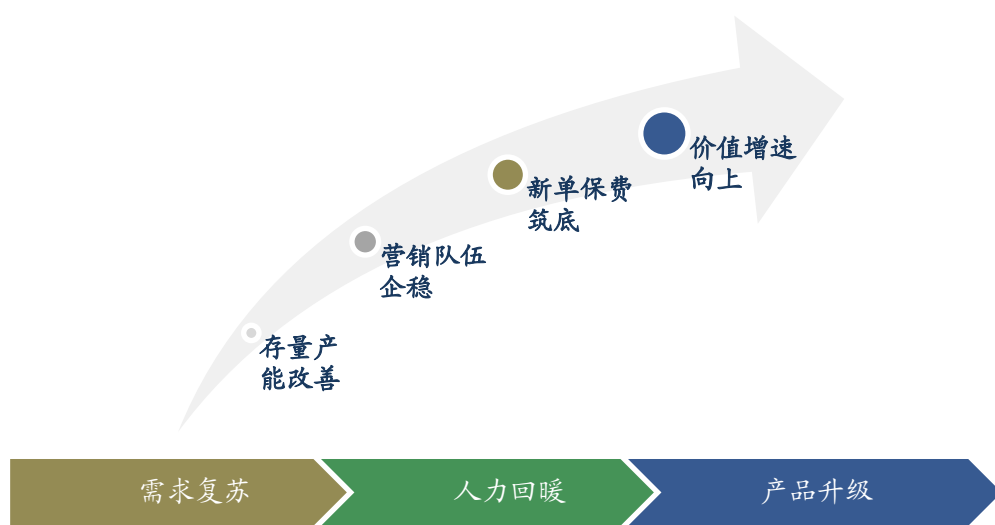 价值增速
向上
新单保费
筑底
营销队伍
企稳
存量产
能改善
需求复苏
人力回暖
产品升级